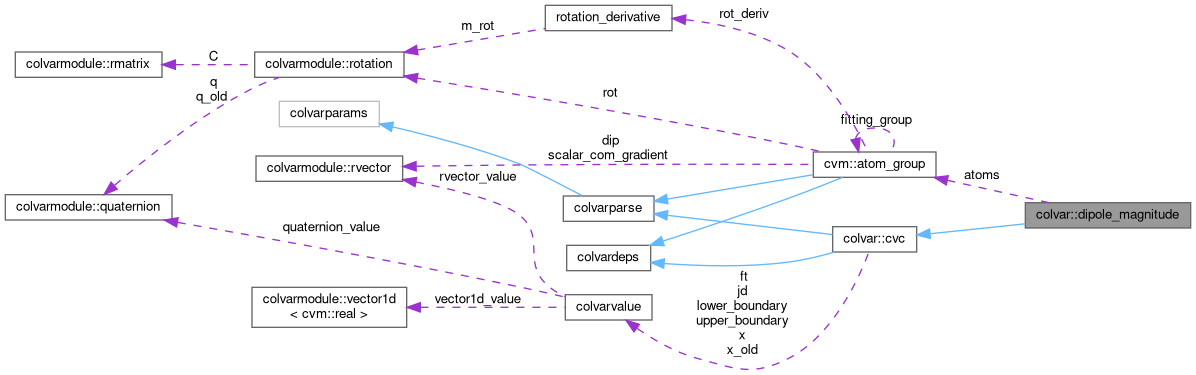 rotation_derivative
rot_deriv
m_rot
colvarmodule::rmatrix
C
colvarmodule::rotation
q
q_old
rot
colvarparams
fitting_group
dip
scalar_com_gradient
cvm::atom_group
colvarmodule::rvector
rvector_value
atoms
colvarmodule::quaternion
colvarparse
colvar::dipole_magnitude
quaternion_value
colvar::cvc
colvardeps
ft
jd
lower_boundary
upper_boundary
x
x_old
colvarmodule::vector1d
< cvm::real >
vector1d_value
colvarvalue